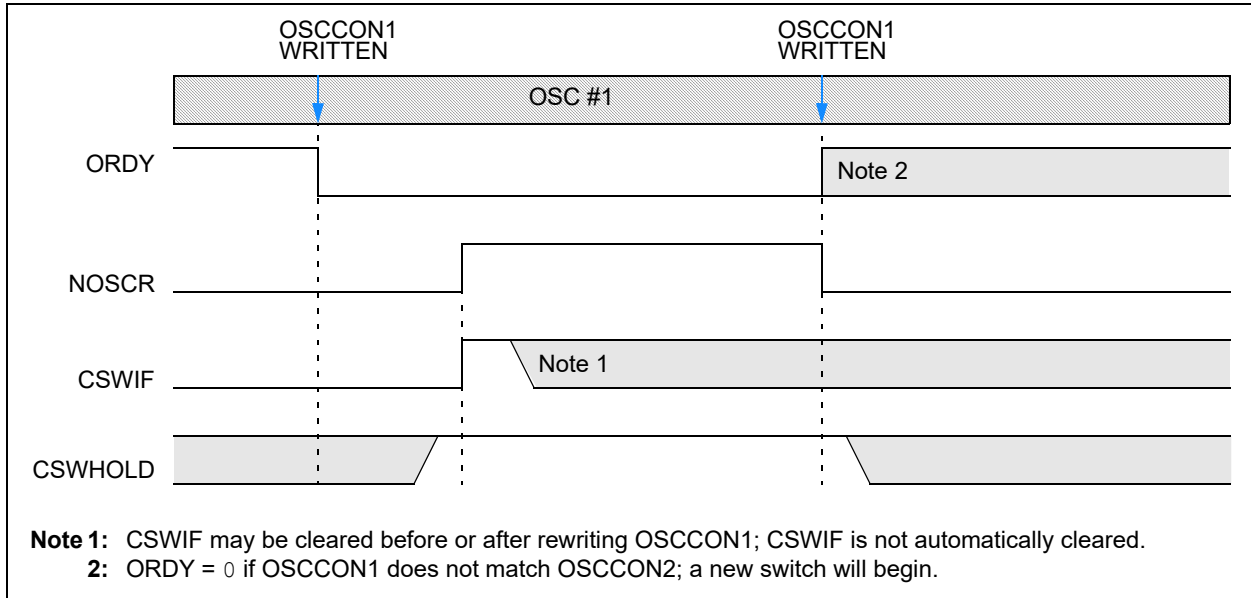 OSCCON1 WRITTEN
OSCCON1 WRITTEN
OSC #1
ORDY
Note 2
NOSCR
CSWIF
Note 1
CSWHOLD
Note 1: CSWIF may be cleared before or after rewriting OSCCON1; CSWIF is not automatically cleared.
2: ORDY = 0 if OSCCON1 does not match OSCCON2; a new switch will begin.